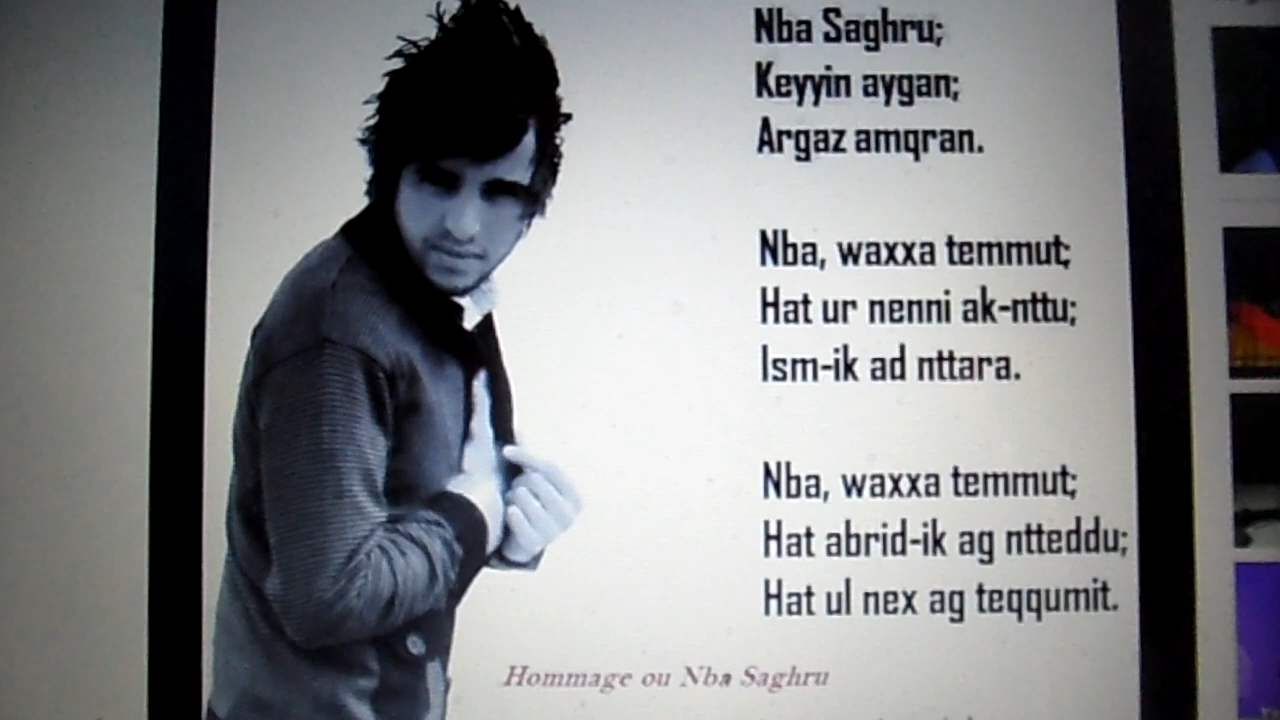 Nba Saghru;
Keyyin aygan;
Argaz amqran.
Nba, waxxa temmut;
Hat ur nenni ak-nttu;
Ism-ik ad nttara.
Nba, waxxa temmut;
Hat abrid-ik ag ntteddu;
Hat ul nex ag teqqumit.
Hommage ou Nba Saghru